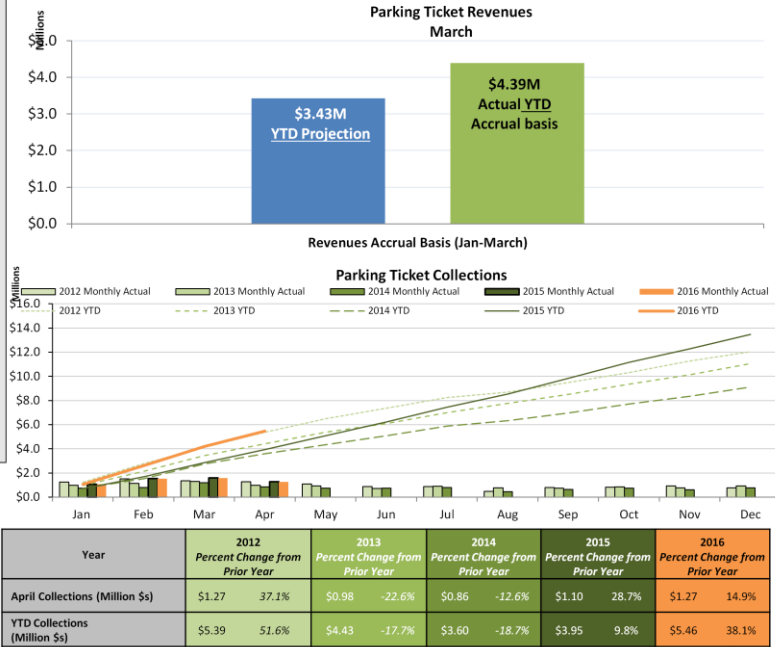 Parking Ticket Revenues
March
Millions
$5.0
$4.0
$3.0
$2.0
$1.0
$0.0
$3.43M
YTD Projection
$4.39M
Actual YTD
Accrual basis
Revenues Accrual Basis (Jan-March)
Parking Ticket Collections
Millions
2012 Monthly Actual 2013 Monthly Actual 2014 Monthly Actual 2015 Monthly Actual 2016 Monthly Actual
2012 YTD 2013 YTD 2014 YTD 2015 YTD 2016 YTD
$16.0
$14.0
$12.0
$10.0
$8.0
$6.0
$4.0
$2.0
$0.0
Jan Feb Mar Apr May Jun Jul Aug Sep Oct Nov Dec
Year
2012
Percent Change from
Prior Year
2013
Percent Change from
Prior Year
2014
Percent Change from
Prior Year
2015
Percent Change from
Prior Year
2016
Percent Change from
Prior Year
April Collections (Million $s) $1.27 37.1% $0.98 -22.6% $0.86 -12.6% $1.10 28.7% $1.27 14.9%
YTD Collections
(Million $s) $5.39 51.6% $4.43 -17.7% $3.60 -18.7% $3.95 9.8% $5.46 38.1%